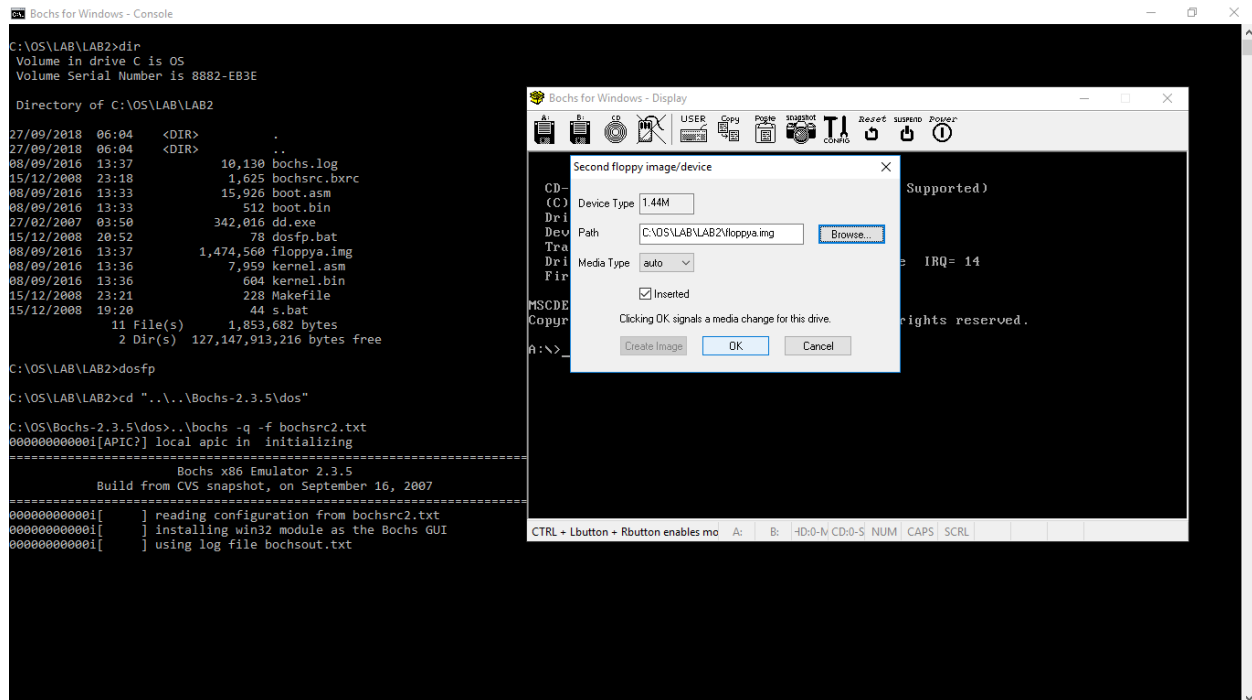 Bochs for Windows - Console
C:\OS\LAB\LAB2>dir
Volume in drive C is OS
Volume Serial Number is 8882-EB3E
Directory of C:\OS\LAB\LAB2
27/09/2018 06:04 <DIR> .
27/09/2018 06:04 <DIR> ..
08/09/2016 13:37 10,130 bochs.log
15/12/2008 23:18 1,625 bochsrc.bxrc
08/09/2016 13:33 15,926 boot.asm
08/09/2016 13:33 512 boot.bin
27/02/2007 03:50 342,016 dd.exe
15/12/2008 20:52 78 dosfp.bat
08/09/2016 13:37 1,474,560 floppya.img
08/09/2016 13:36 7,959 kernel.asm
08/09/2016 13:36 604 kernel.bin
15/12/2008 23:21 228 Makefile
15/12/2008 19:20 44 s.bat
11 File(s) 1,853,682 bytes
2 Dir(s) 127,147,913,216 bytes free
C:\OS\LAB\LAB2>dosfp
C:\OS\LAB\LAB2>cd "..\..\Bochs-2.3.5\dos"
C:\OS\Bochs-2.3.5\dos>..\bochs -q -f bochsrc2.txt
00000000000i[APIC?] local apic in initializing
========================================================================
Bochs x86 Emulator 2.3.5
Build from CVS snapshot, on September 16, 2007
========================================================================
00000000000i[ ] reading configuration from bochsrc2.txt
00000000000i[ ] installing win32 module as the Bochs GUI
00000000000i[ ] using log file bochsout.txt
Bochs for Windows - Display
A: B: CD USER Copy Paste snapshot CONFIG Reset SUSPEND Power
CD- Supported)
(C)
Dri
Dev
Tra
Dri e IRQ= 14
Fir
MSCDE
Copyr rights reserved.
A:\>_
Second floppy image/device
Device Type 1.44M
Path C:\OS\LAB\LAB2\floppya.img Browse...
Media Type auto
Inserted
Clicking OK signals a media change for this drive.
Create Image OK Cancel
CTRL + Lbutton + Rbutton enables mo A: B: HD:0-M CD:0-S NUM CAPS SCRL